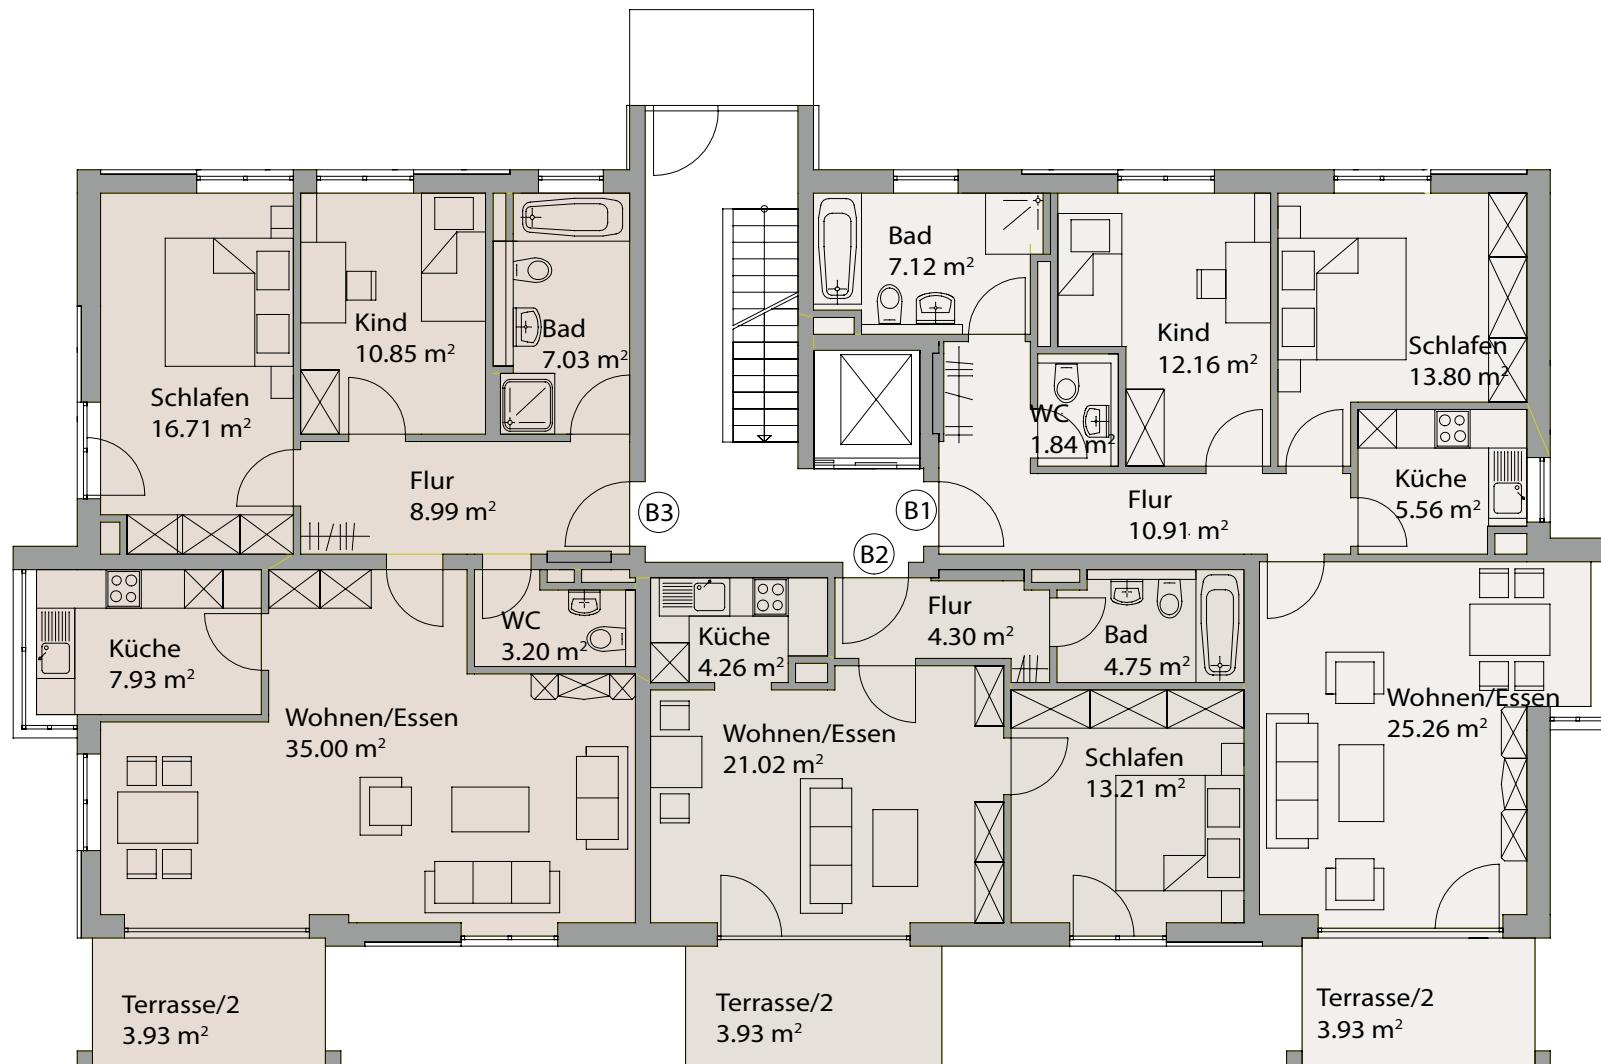 Bad
7.12 m²
Kind
10.85 m²
Bad
7.03 m²
Kind
12.16 m²
Schlafen
13.80 m²
Schlafen
16.71 m²
WC
1.84 m²
Flur
8.99 m²
Küche
5.56 m²
Flur
10.91 m²
B3
B1
B2
Küche
7.93 m²
WC
3.20 m²
Küche
4.26 m²
Flur
4.30 m²
Bad
4.75 m²
Wohnen/Essen
35.00 m²
Wohnen/Essen
21.02 m²
Schlafen
13.21 m²
Wohnen/Essen
25.26 m²
Terrasse/2
3.93 m²
Terrasse/2
3.93 m²
Terrasse/2
3.93 m²